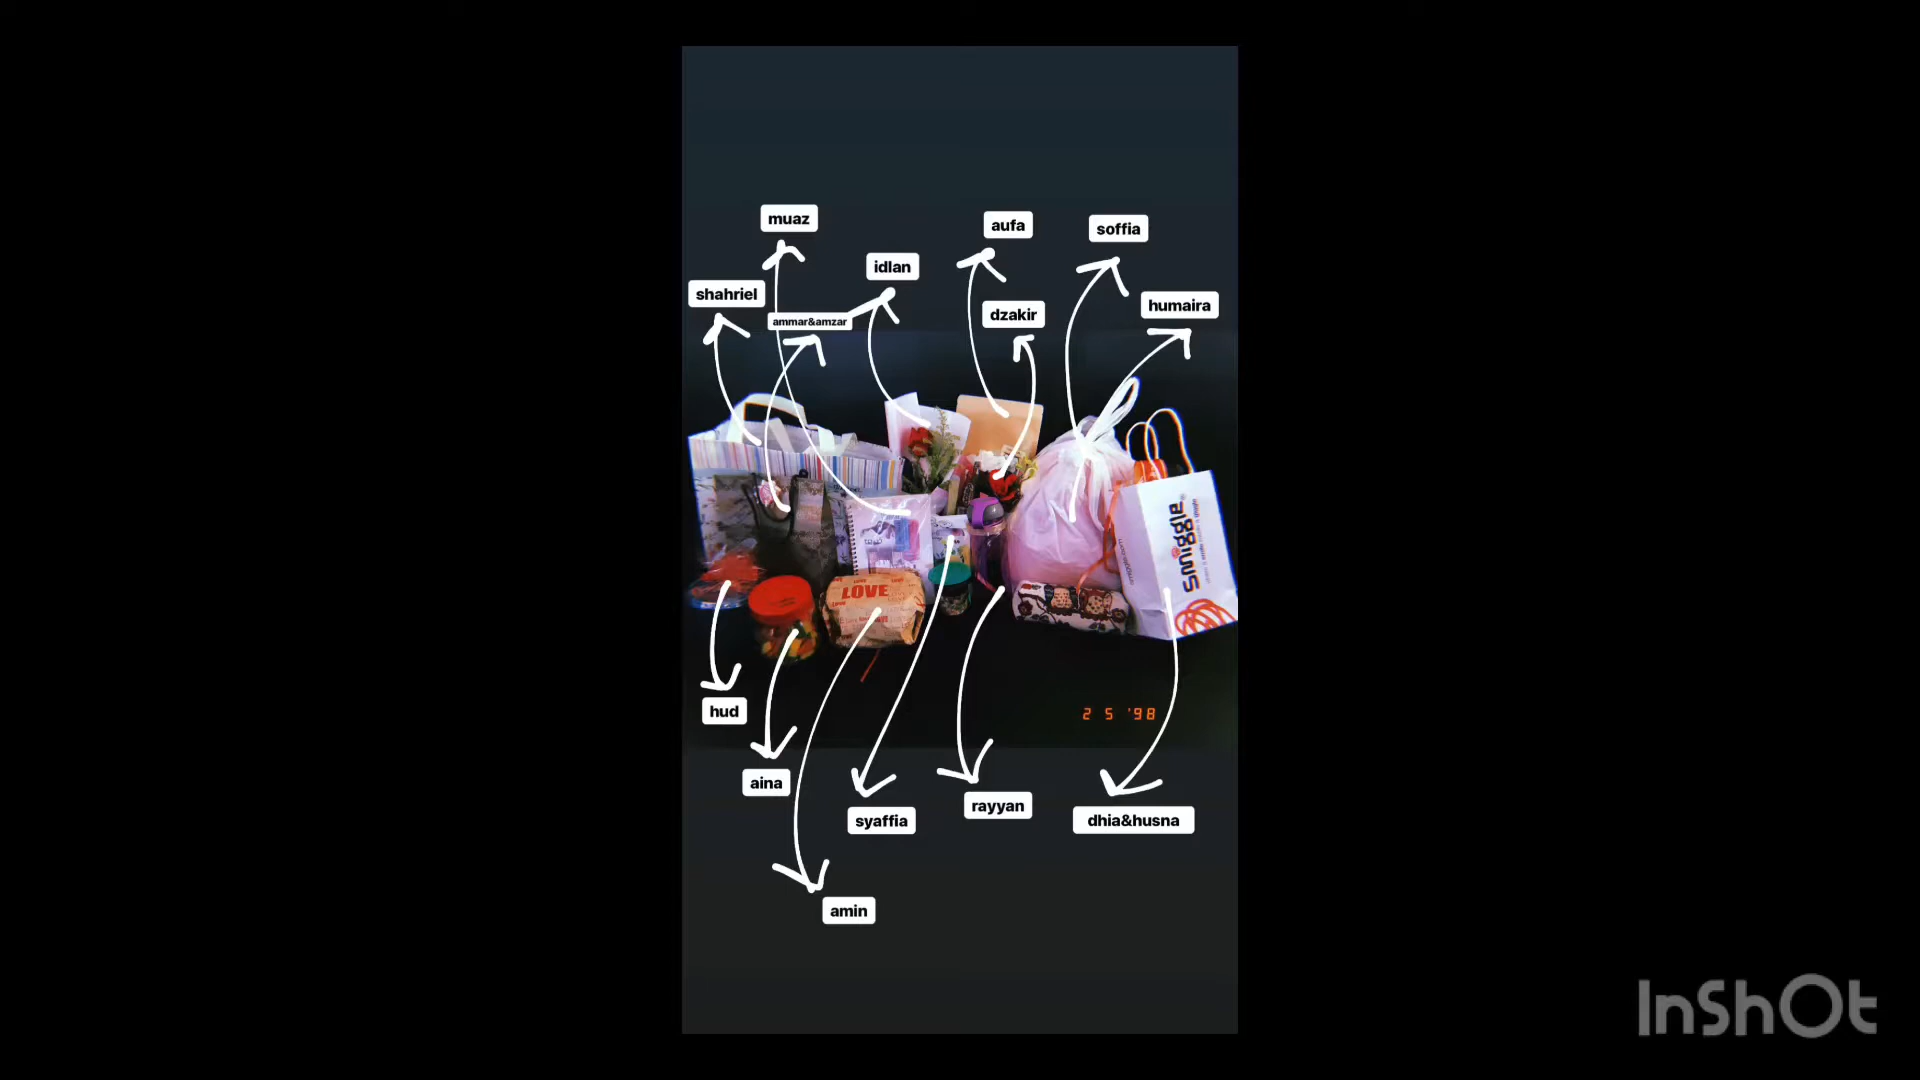 muaz
aufa
soffia
idlan
shahriel
humaira
dzakir
ammar&amzar
smiggle
LOVE
hud
2 5 '98
aina
rayyan
syaffia
dhia&husna
amin
InShOt